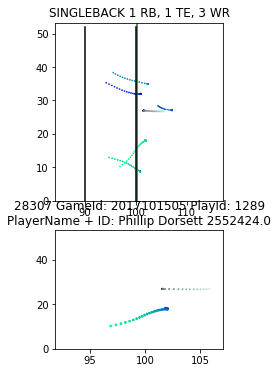 SINGLEBACK 1 RB, 1 TE, 3 WR
50
40
30
20
10
0
90 100 110
28307 GameId: 2017101505 PlayId: 1289
PlayerName + ID: Phillip Dorsett 2552424.0
40
20
0
95 100 105